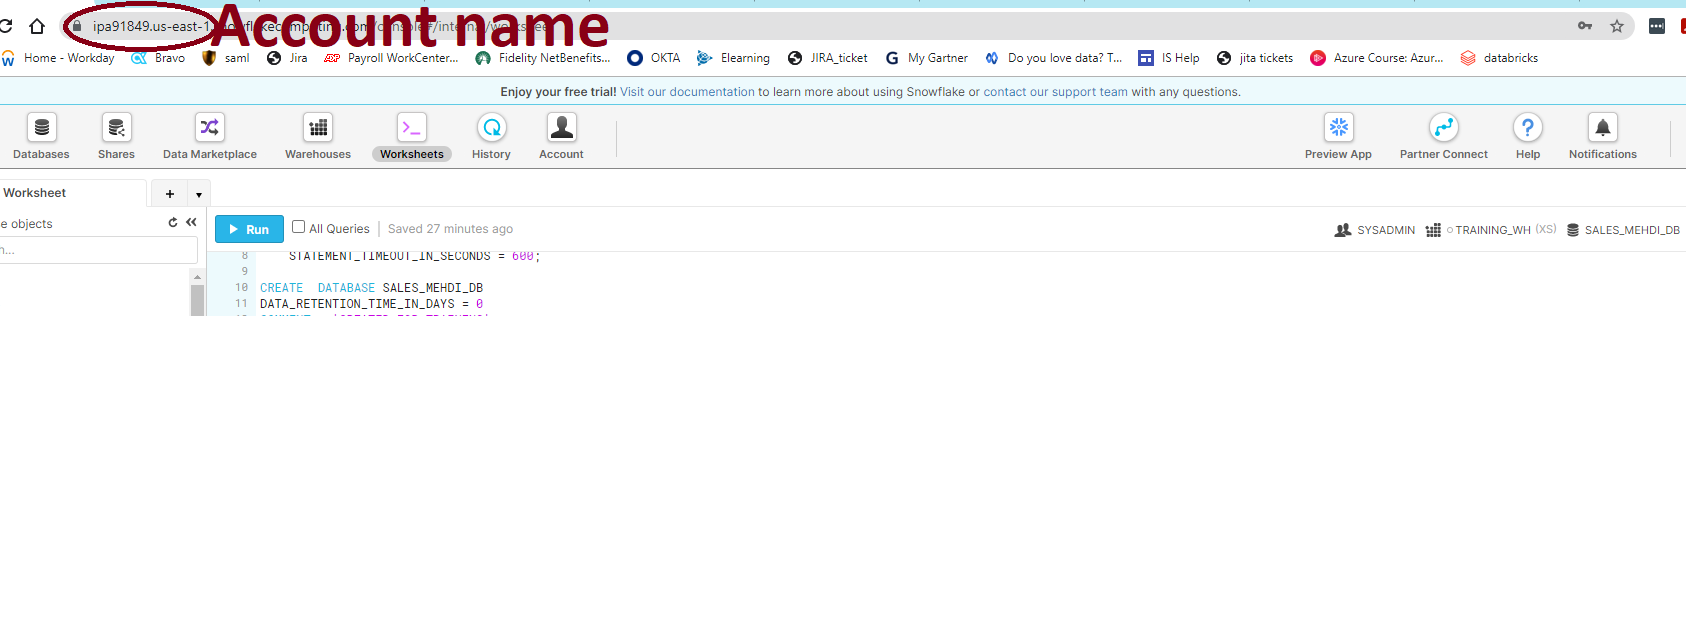 ipa91849.us-east-1.snowflakecomputing.com/console#/internal/worksheet
Account name
Home - Workday Bravo saml Jira Payroll WorkCenter... Fidelity NetBenefits... OKTA Elearning JIRA_ticket My Gartner Do you love data? T... IS Help jita tickets Azure Course: Azur... databricks
Enjoy your free trial! Visit our documentation to learn more about using Snowflake or contact our support team with any questions.
Databases Shares Data Marketplace Warehouses Worksheets History Account Preview App Partner Connect Help Notifications
Worksheet + ▾
e objects
Run All Queries | Saved 27 minutes ago SYSADMIN TRAINING_WH (XS) SALES_MEHDI_DB
...
8 STATEMENT_TIMEOUT_IN_SECONDS = 600;
9
10 CREATE DATABASE SALES_MEHDI_DB
11 DATA_RETENTION_TIME_IN_DAYS = 0